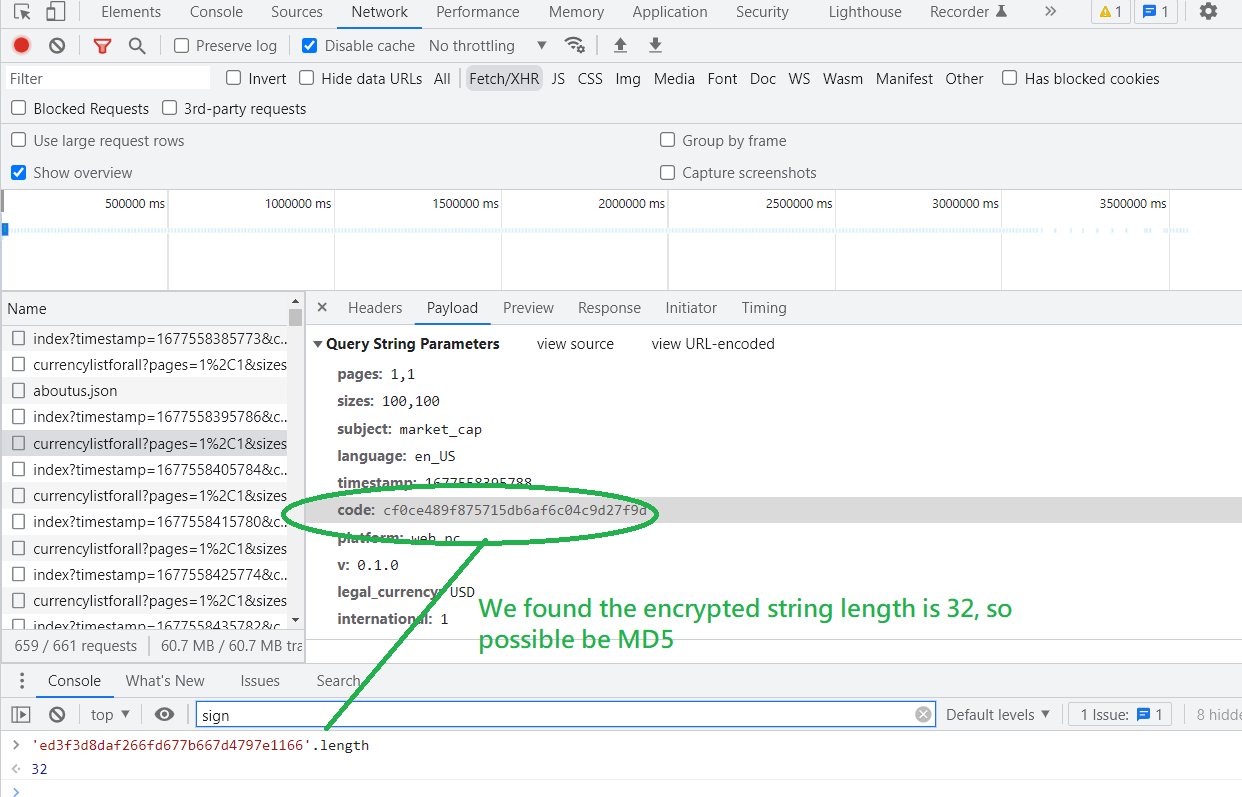 Elements Console Sources Network Performance Memory Application Security Lighthouse Recorder 1 1
Preserve log Disable cache No throttling
Filter Invert Hide data URLs All Fetch/XHR JS CSS Img Media Font Doc WS Wasm Manifest Other Has blocked cookies
Blocked Requests 3rd-party requests
Use large request rows Group by frame
Show overview Capture screenshots
500000 ms 1000000 ms 1500000 ms 2000000 ms 2500000 ms 3000000 ms 3500000 ms
Name
index?timestamp=1677558385773&c..
currencylistforall?pages=1%2C1&sizes
aboutus.json
index?timestamp=1677558395786&c..
currencylistforall?pages=1%2C1&sizes
index?timestamp=1677558405784&c..
currencylistforall?pages=1%2C1&sizes
index?timestamp=1677558415780&c..
currencylistforall?pages=1%2C1&sizes
index?timestamp=1677558425774&c..
currencylistforall?pages=1%2C1&sizes
index?timestamp=1677558435782&c..
659 / 661 requests 60.7 MB / 60.7 MB tra
Headers Payload Preview Response Initiator Timing
Query String Parameters view source view URL-encoded
pages: 1,1
sizes: 100,100
subject: market_cap
language: en_US
timestamp: 1677558395788
code: cf0ce489f875715db6af6c04c9d27f9d
platform: web_pc
v: 0.1.0
legal_currency: USD
international: 1
We found the encrypted string length is 32, so
possible be MD5
Console What's New Issues Search
top sign Default levels 1 Issue: 1 8 hidde
'ed3f3d8daf266fd677b667d4797e1166'.length
32